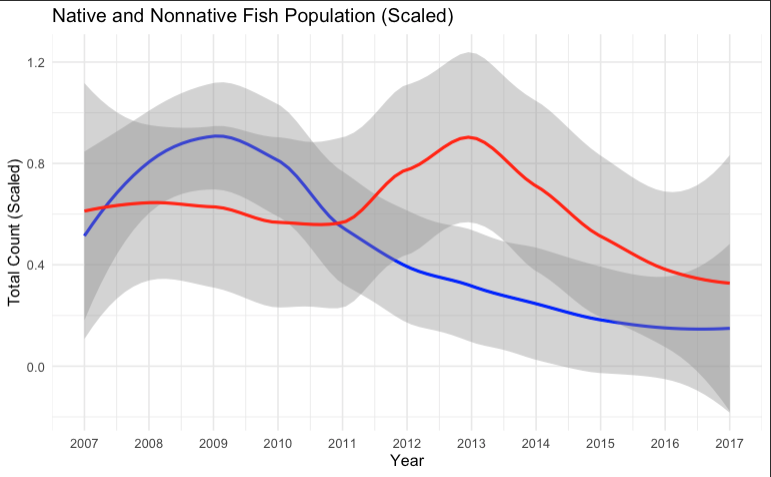 Native and Nonnative Fish Population (Scaled)
Total Count (Scaled)
1.2
0.8
0.4
0.0
2007 2008 2009 2010 2011 2012 2013 2014 2015 2016 2017
Year